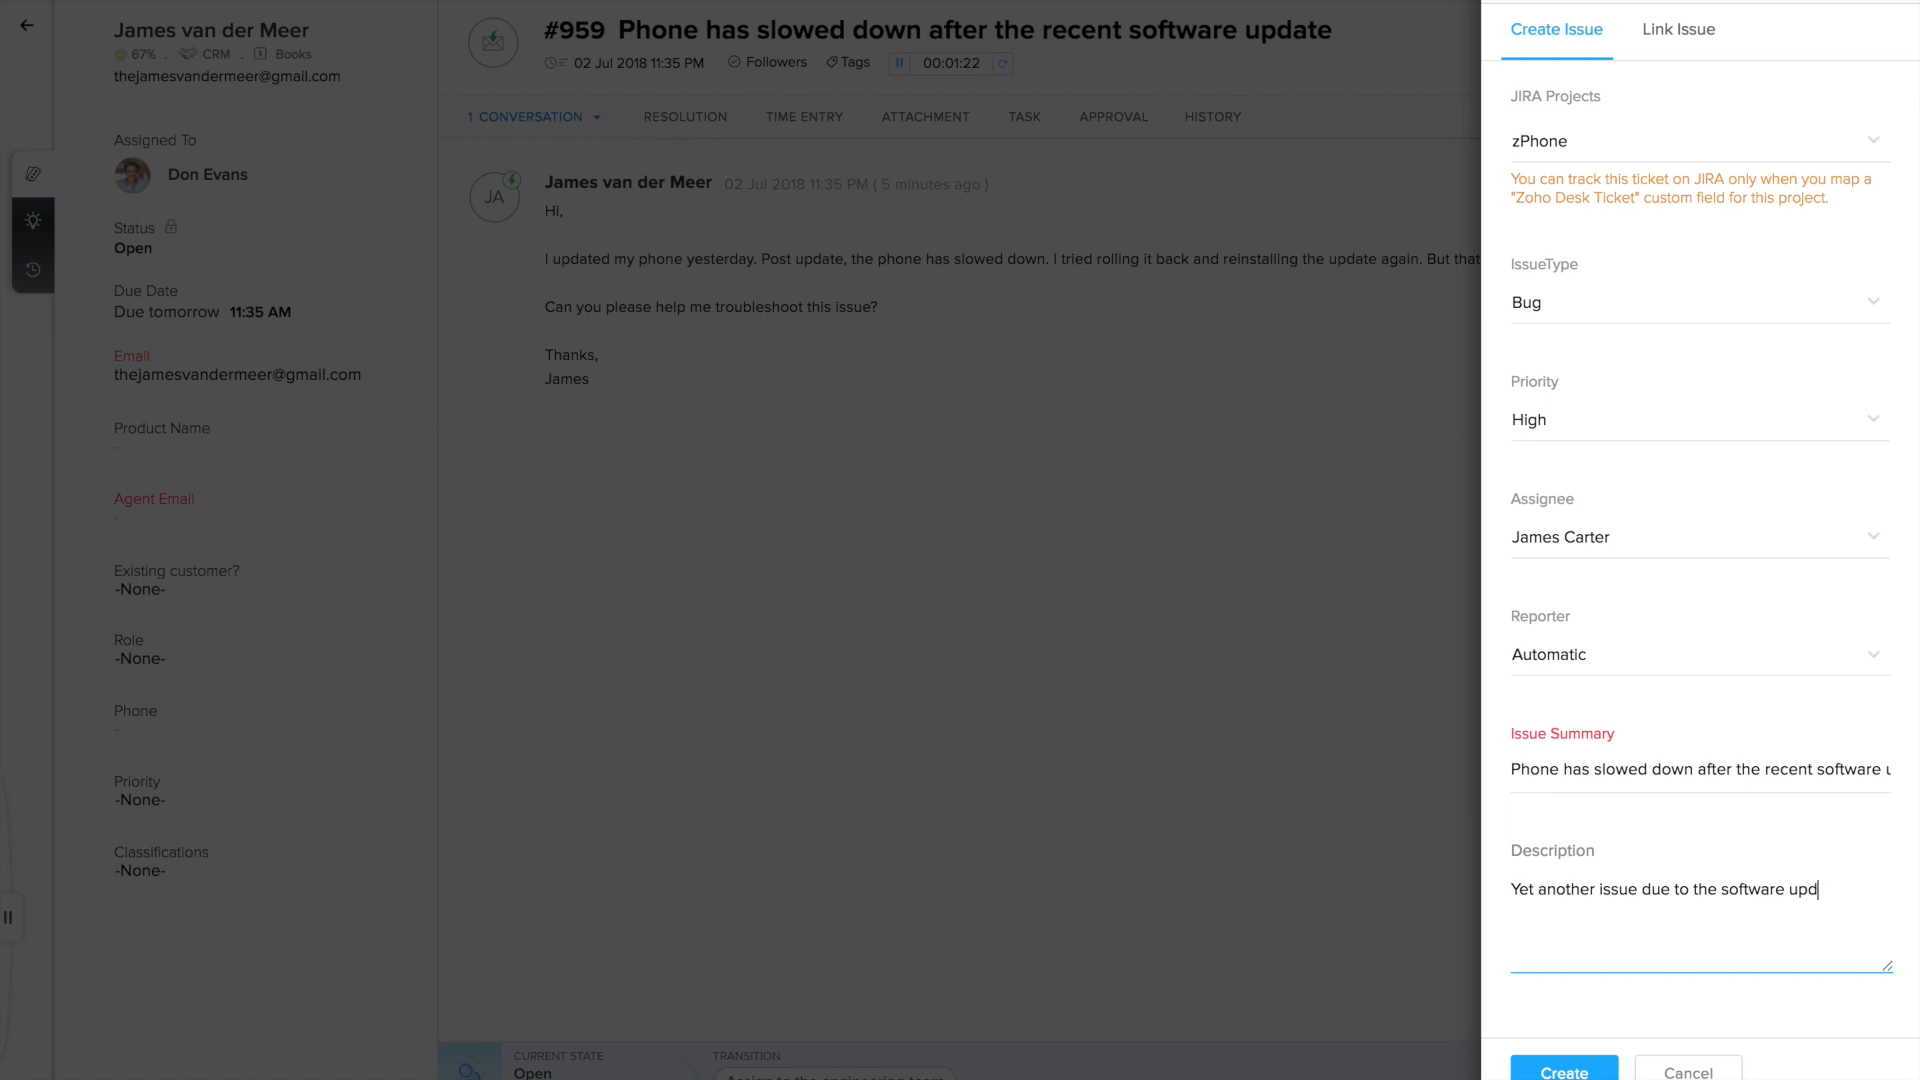 James van der Meer
67% . CRM . Books
thejamesvandermeer@gmail.com
Assigned To
Don Evans
Status
Open
Due Date
Due tomorrow 11:35 AM
Email
thejamesvandermeer@gmail.com
Product Name
-
Agent Email
-
Existing customer?
-None-
Role
-None-
Phone
-
Priority
-None-
Classifications
-None-
#959 Phone has slowed down after the recent software update
02 Jul 2018 11:35 PM Followers Tags 00:01:22
1 CONVERSATION RESOLUTION TIME ENTRY ATTACHMENT TASK APPROVAL HISTORY
JA
James van der Meer 02 Jul 2018 11:35 PM ( 5 minutes ago )
Hi,
I updated my phone yesterday. Post update, the phone has slowed down. I tried rolling it back and reinstalling the update again. But that
Can you please help me troubleshoot this issue?
Thanks,
James
CURRENT STATE
Open
TRANSITION
Assign to the engineering team
Create Issue Link Issue
JIRA Projects
zPhone
You can track this ticket on JIRA only when you map a
"Zoho Desk Ticket" custom field for this project.
IssueType
Bug
Priority
High
Assignee
James Carter
Reporter
Automatic
Issue Summary
Phone has slowed down after the recent software u
Description
Yet another issue due to the software upd
Create Cancel